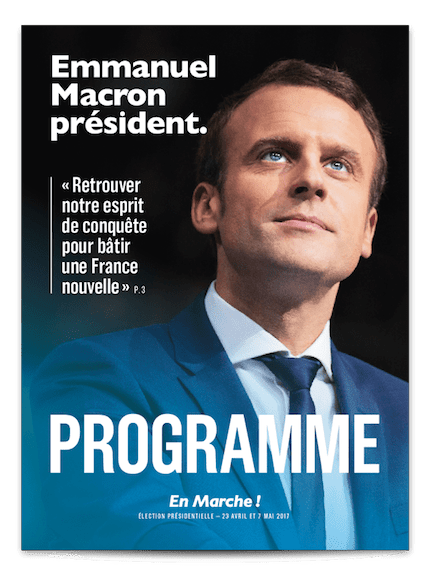 Emmanuel
Macron
président.
« Retrouver
notre esprit
de conquête
pour bâtir
une France
nouvelle » P. 3
PROGRAMME
En Marche !
ÉLECTION PRÉSIDENTIELLE – 23 AVRIL ET 7 MAI 2017